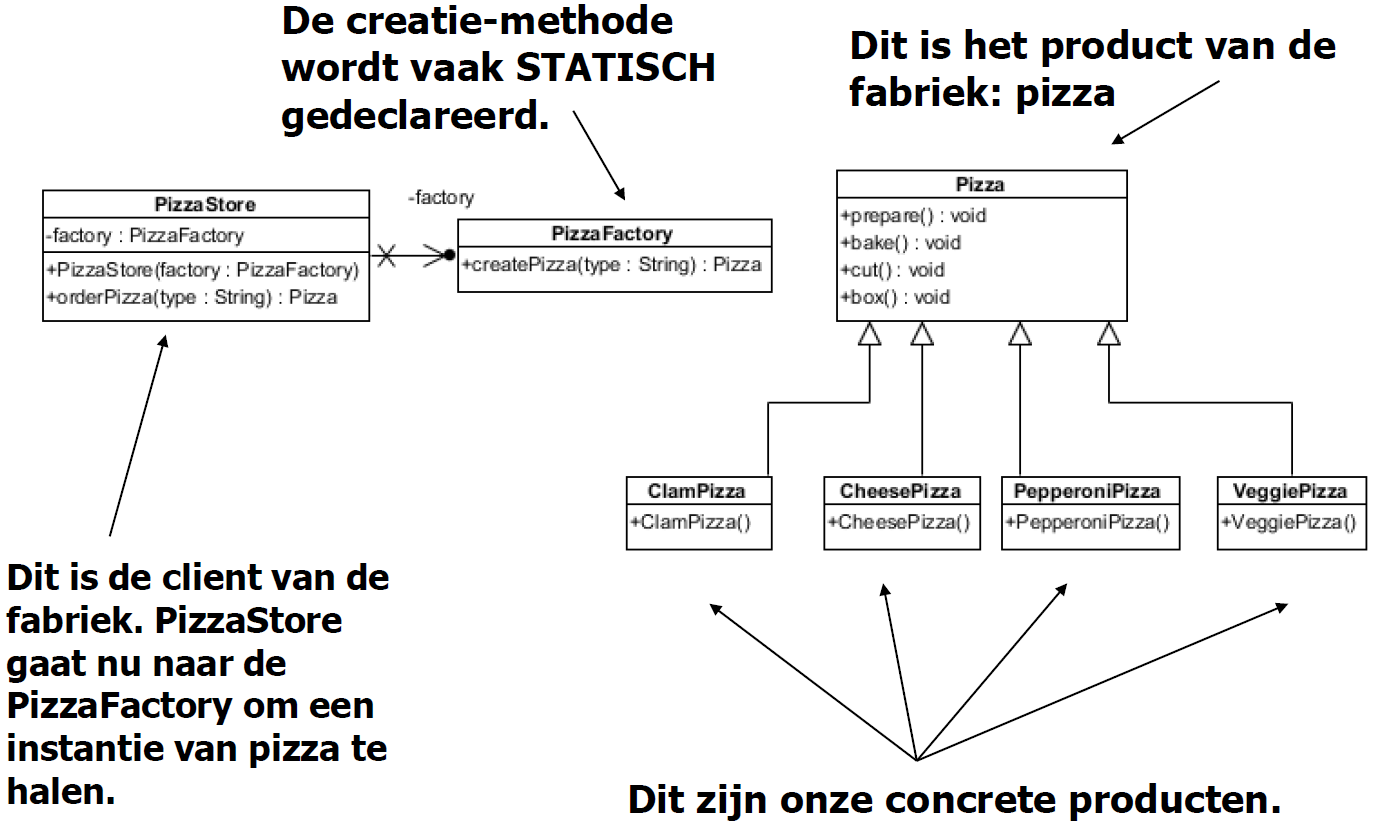 De creatie-methode
wordt vaak STATISCH
gedeclareerd.
Dit is het product van de
fabriek: pizza
PizzaStore
-factory : PizzaFactory
+PizzaStore(factory : PizzaFactory)
+orderPizza(type : String) : Pizza
-factory
PizzaFactory
+createPizza(type : String) : Pizza
Pizza
+prepare() : void
+bake() : void
+cut() : void
+box() : void
ClamPizza
+ClamPizza()
CheesePizza
+CheesePizza()
PepperoniPizza
+PepperoniPizza()
VeggiePizza
+VeggiePizza()
Dit is de client van de
fabriek. PizzaStore
gaat nu naar de
PizzaFactory om een
instantie van pizza te
halen.
Dit zijn onze concrete producten.